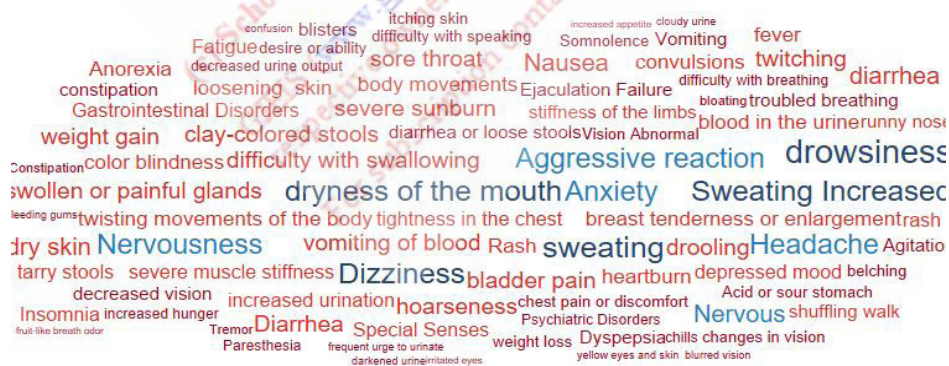 itching skin
confusion blisters increased appetite cloudy urine
difficulty with speaking Somnolence Vomiting fever
Fatigue desire or ability
decreased urine output sore throat Nausea convulsions twitching
Anorexia difficulty with breathing diarrhea
constipation loosening skin body movements Ejaculation Failure
Gastrointestinal Disorders severe sunburn stiffness of the limbs bloating troubled breathing
weight gain clay-colored stools diarrhea or loose stools Vision Abnormal blood in the urine runny nose
Constipation color blindness difficulty with swallowing Aggressive reaction drowsiness
swollen or painful glands dryness of the mouth Anxiety Sweating Increased
leeding gums twisting movements of the body tightness in the chest breast tenderness or enlargement rash
dry skin Nervousness vomiting of blood Rash sweating drooling Headache Agitatio
tarry stools severe muscle stiffness Dizziness bladder pain heartburn depressed mood belching
decreased vision increased urination hoarseness chest pain or discomfort Acid or sour stomach
Insomnia increased hunger Psychiatric Disorders Nervous shuffling walk
fruit-like breath odor Tremor Diarrhea Special Senses weight loss Dyspepsia chills changes in vision
Paresthesia frequent urge to urinate yellow eyes and skin blurred vision
darkened urine irritated eyes